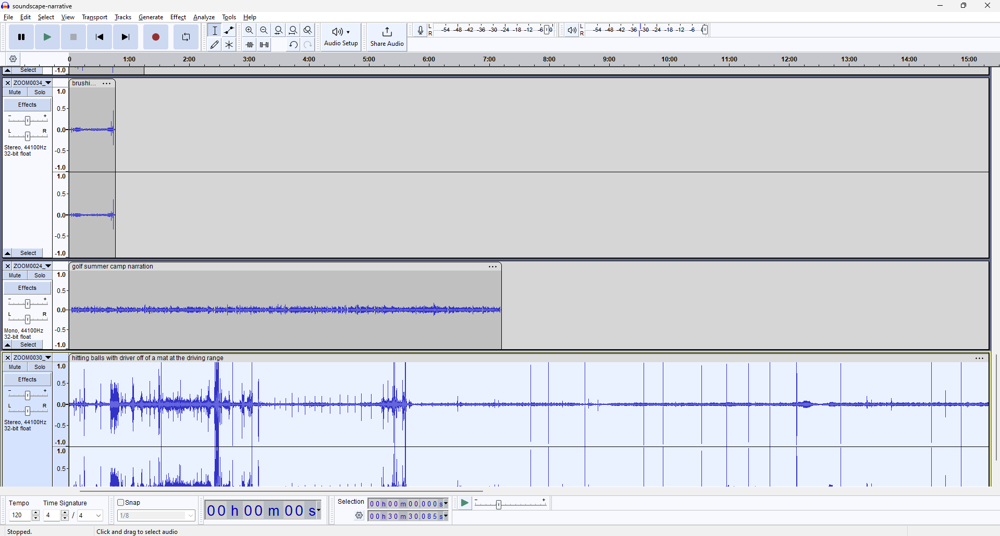 soundscape-narrative
File Edit Select View Transport Tracks Generate Effect Analyze Tools Help
Audio Setup
Share Audio
L
R
-54 -48 -42 -36 -30 -24 -18 -12 -6 0
L
R
-54 -48 -42 -36 -30 -24 -18 -12 -6 0
0 1:00 2:00 3:00 4:00 5:00 6:00 7:00 8:00 9:00 10:00 11:00 12:00 13:00 14:00 15:00
Select
-1.0
ZOOM0034_
brushi...
Mute Solo
Effects
- +
L R
Stereo, 44100Hz
32-bit float
Select
1.0
0.5
0.0
-0.5
-1.0
1.0
0.5
0.0
-0.5
-1.0
ZOOM0024_
golf summer camp narration
Mute Solo
Effects
- +
L R
Mono, 44100Hz
32-bit float
Select
1.0
0.5
0.0
-0.5
-1.0
ZOOM0030_
hitting balls with driver off of a mat at the driving range
Mute Solo
Effects
- +
L R
Stereo, 44100Hz
32-bit float
1.0
0.5
0.0
-0.5
-1.0
1.0
0.5
Tempo
120
Time Signature
4 / 4
Snap
1/8
00 h 00 m 00 s
Selection
00 h 00 m 00.000 s
00 h 30 m 30.085 s
- +
Stopped.
Click and drag to select audio